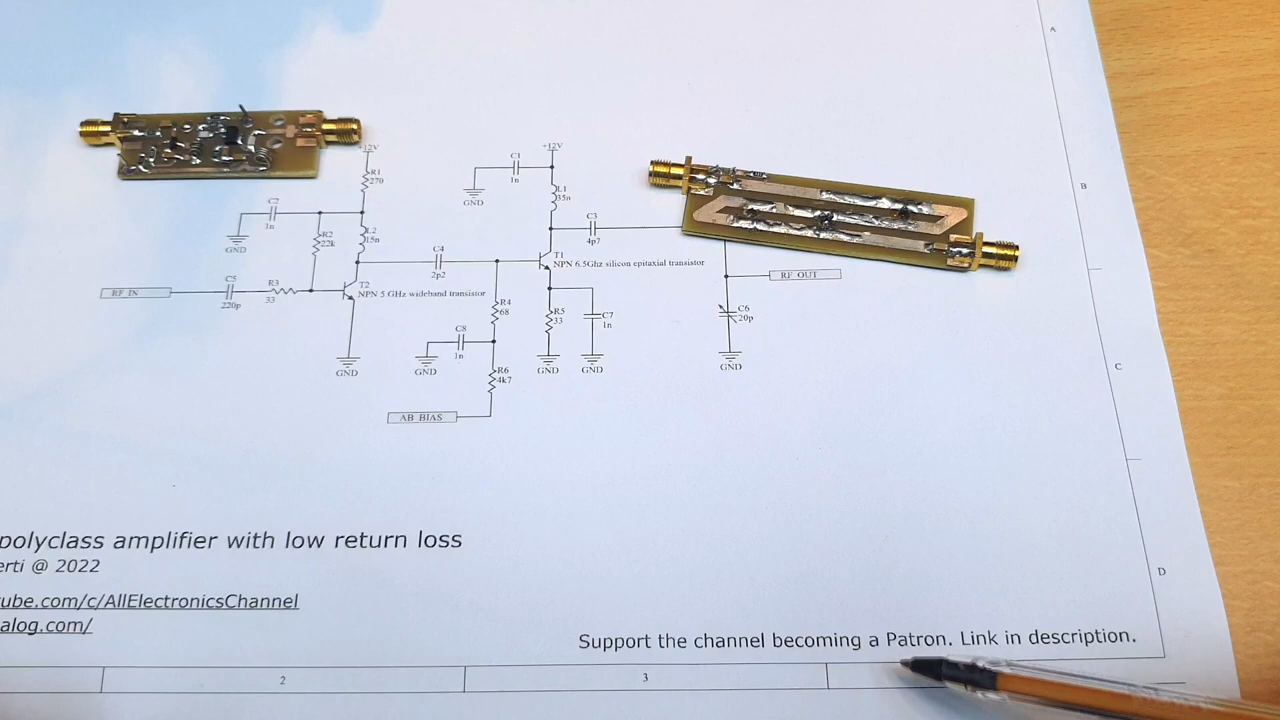 A
+12V
+12V
C1
1n
R1
270
GND
B
L1
35n
C2
1n
C3
4p7
GND
R2
22k
L2
15n
C4
2p2
T1
NPN 6.5Ghz silicon epitaxial transistor
RF OUT
C5
220p
R3
33
T2
NPN 5 GHz wideband transistor
RF IN
R4
68
R5
33
C7
1n
C6
20p
C8
1n
GND
GND
GND
GND
GND
C
R6
4k7
AB BIAS
polyclass amplifier with low return loss
erti @ 2022
D
ube.com/c/AllElectronicsChannel
alog.com/
Support the channel becoming a Patron. Link in description.
2
3